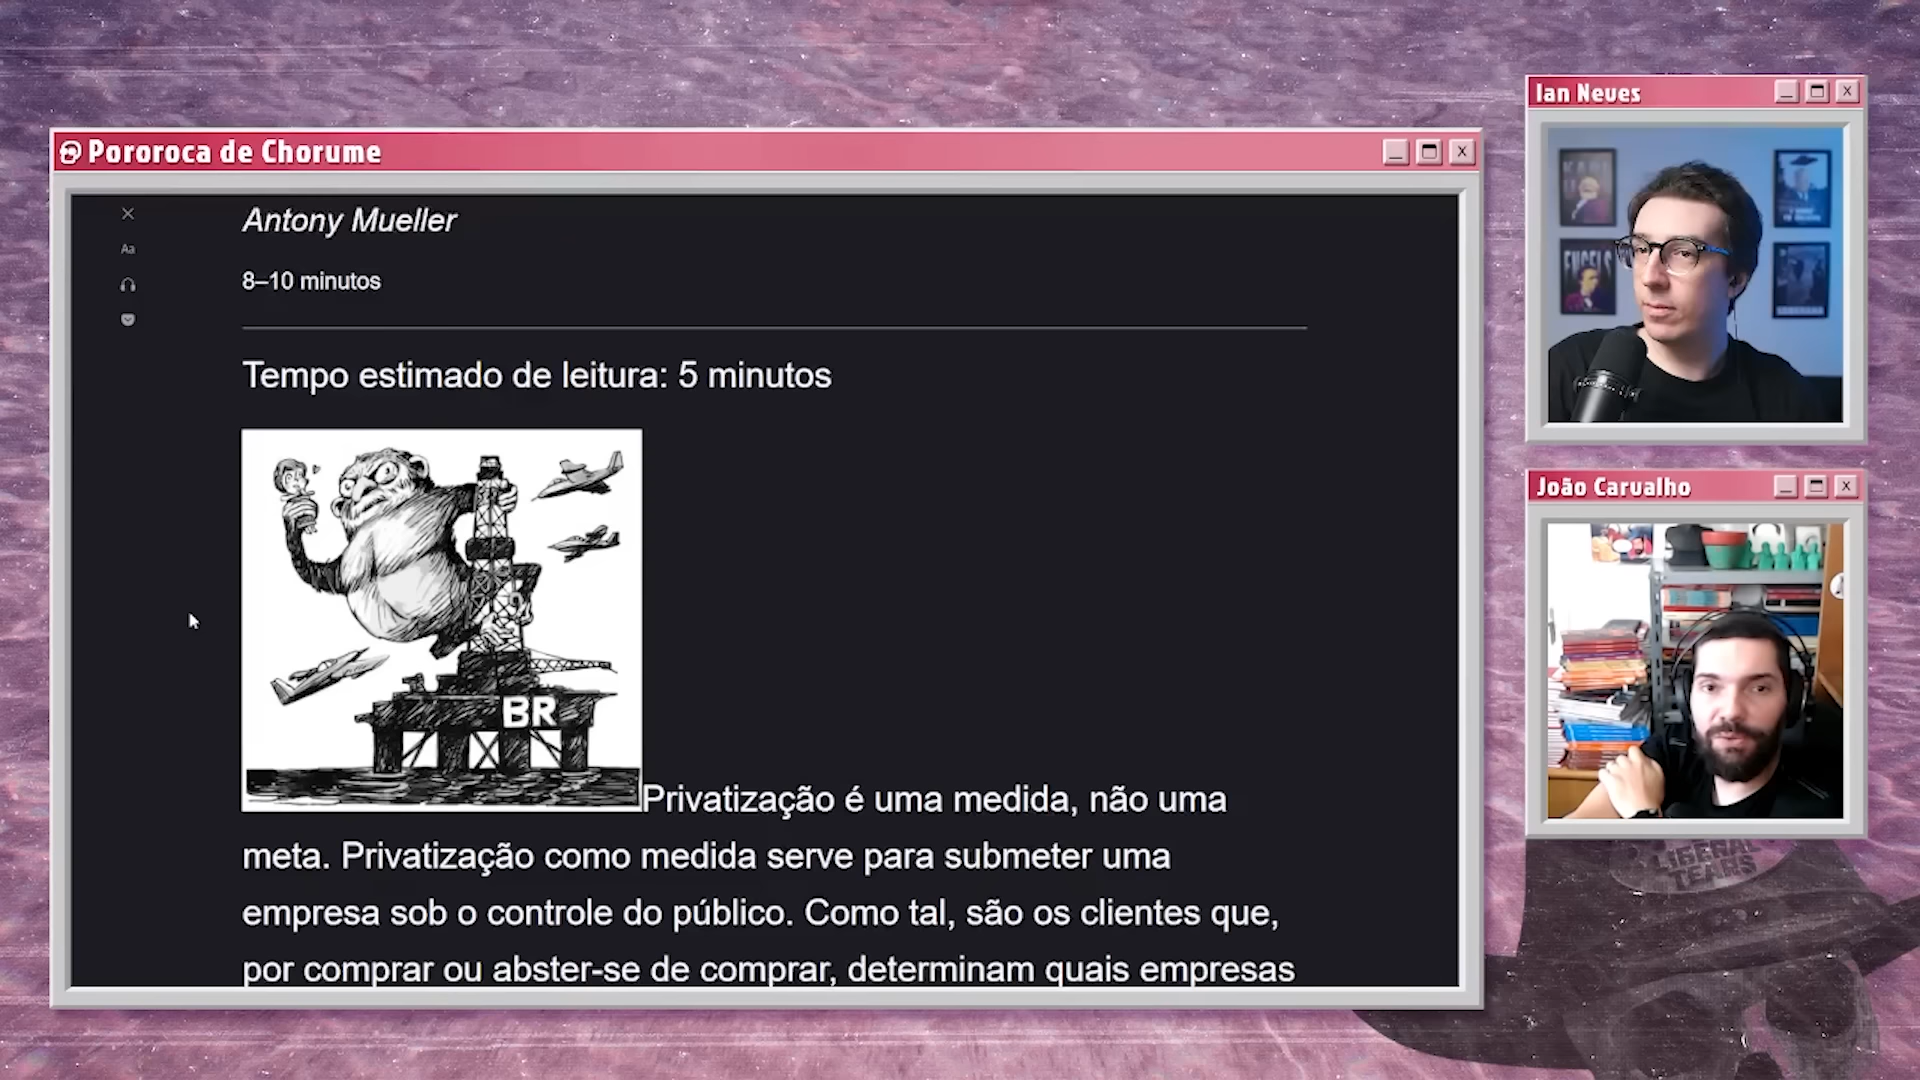 Pororoca de Chorume
Antony Mueller
Aa
8–10 minutos
Tempo estimado de leitura: 5 minutos
BR
Privatização é uma medida, não uma
meta. Privatização como medida serve para submeter uma
empresa sob o controle do público. Como tal, são os clientes que,
por comprar ou abster-se de comprar, determinam quais empresas
Ian Neves
ENGELS
João Carvalho
LIBERAL
TEARS